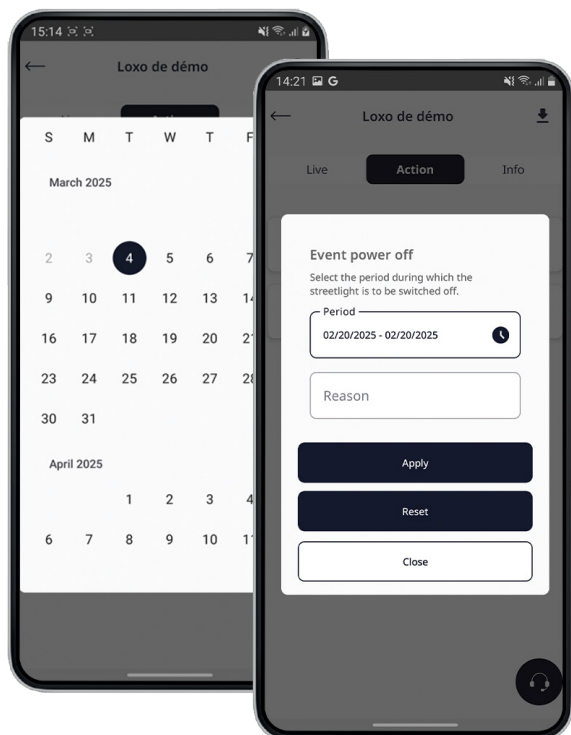 15:14
Loxo de démo
S M T W T F
March 2025
2 3 4 5 6 7
9 10 11 12 13
16 17 18 19 20
23 24 25 26 27
30 31
April 2025
1 2 3 4
6 7 8 9 10
14:21 G
Loxo de démo
Live Action Info
Event power off
Select the period during which the
streetlight is to be switched off.
Period
02/20/2025 - 02/20/2025
Reason
Apply
Reset
Close